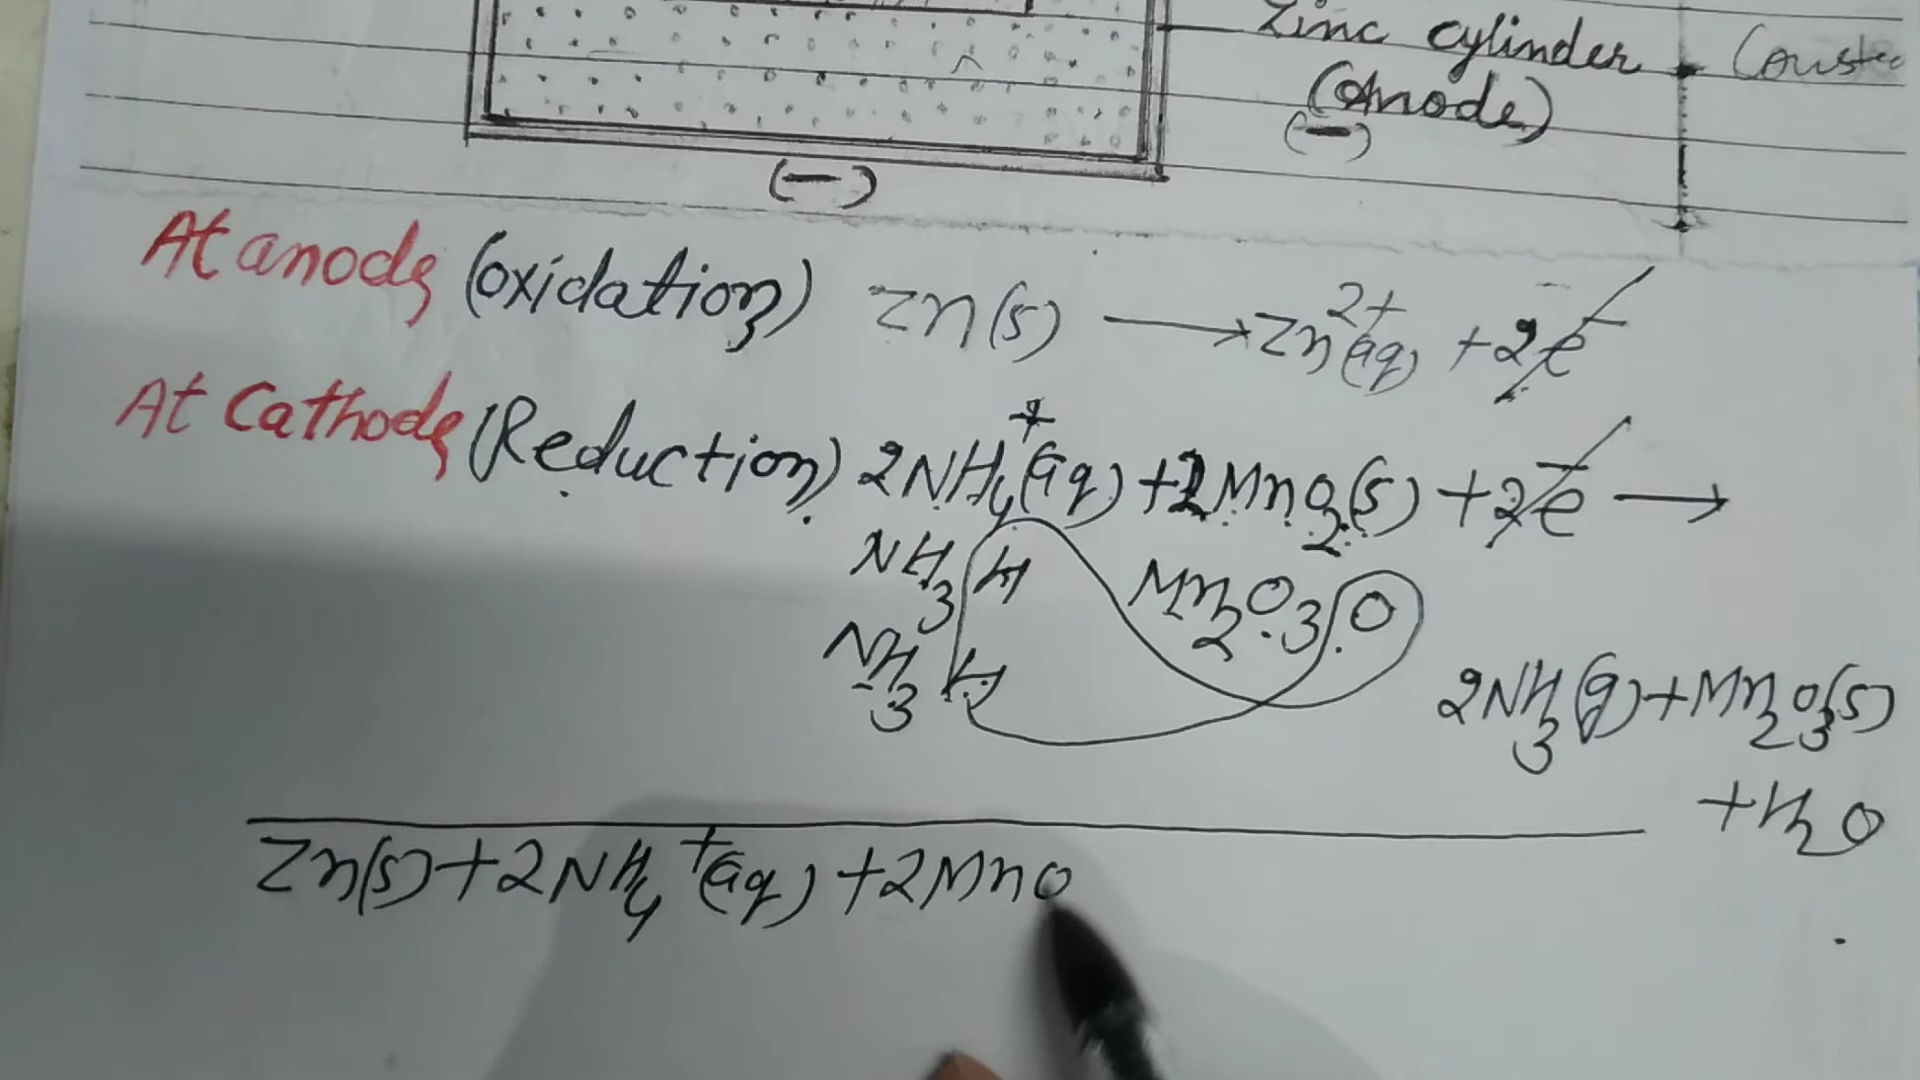 Zinc cylinder
(Anode)
(-)
(-)
At anode (oxidation) Zn(s) → Zn2+(aq) + 2e-
At Cathode (Reduction) 2NH4+(aq) + 2MnO2(s) + 2e- →
NH3 H Mn2O3 O
NH3 H
2NH3(g) + Mn2O3(s)
+ H2O
Zn(s) + 2NH4+(aq) + 2MnO